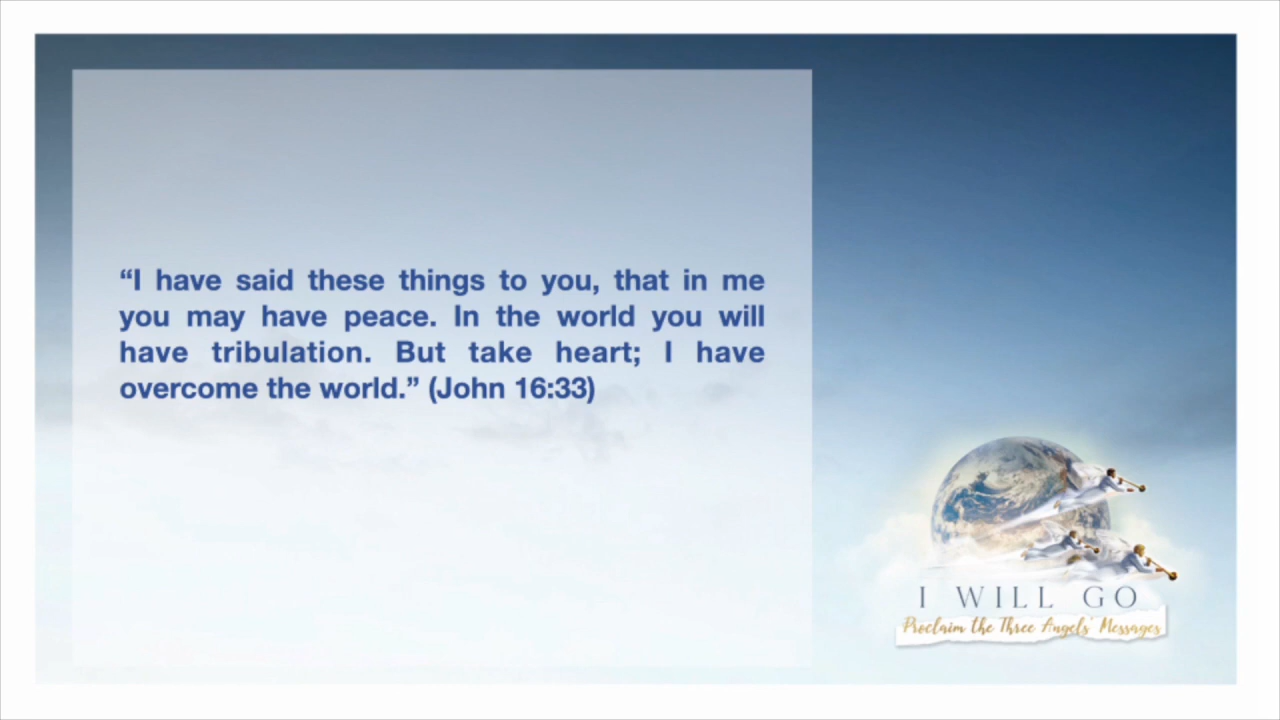 “I have said these things to you, that in me
you may have peace. In the world you will
have tribulation. But take heart; I have
overcome the world.” (John 16:33)
I WILL GO
Proclaim the Three Angels' Messages